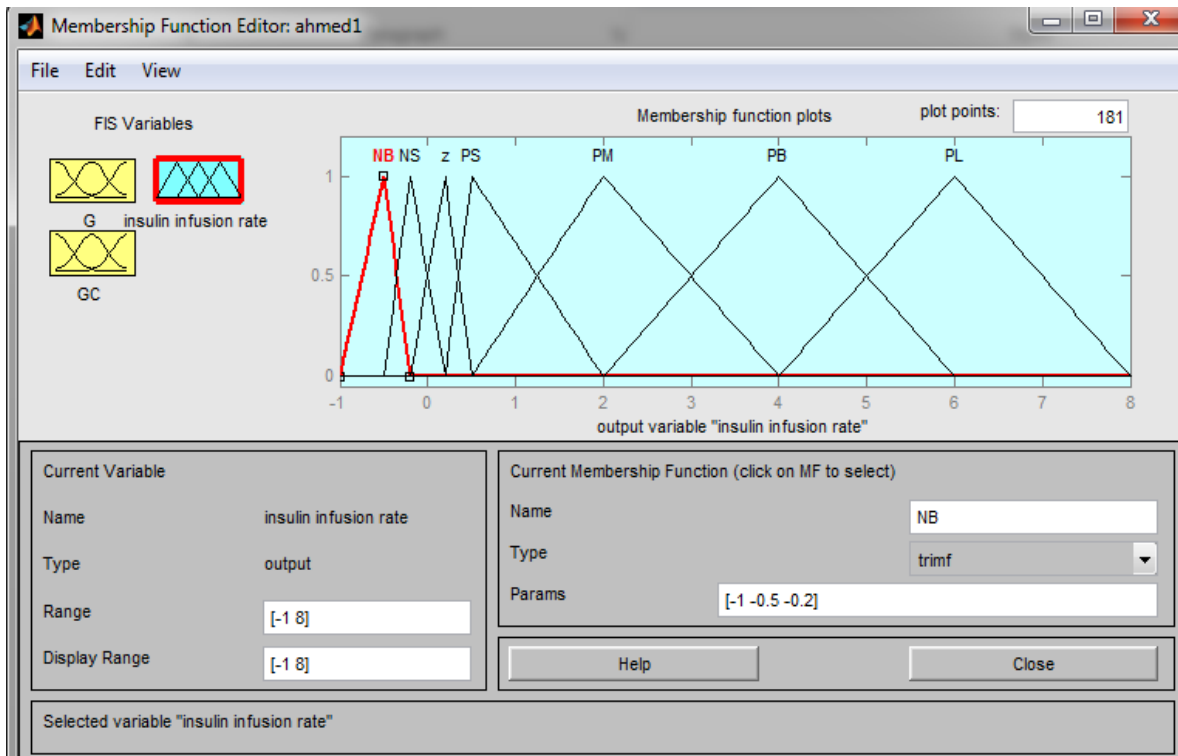 Membership Function Editor: ahmed1
File Edit View
FIS Variables
G
insulin infusion rate
GC
Membership function plots
plot points:
181
NB NS z PS PM PB PL
1
0.5
0
-1 0 1 2 3 4 5 6 7 8
output variable "insulin infusion rate"
Current Variable
Name insulin infusion rate
Type output
Range [-1 8]
Display Range [-1 8]
Current Membership Function (click on MF to select)
Name NB
Type trimf
Params [-1 -0.5 -0.2]
Help Close
Selected variable "insulin infusion rate"